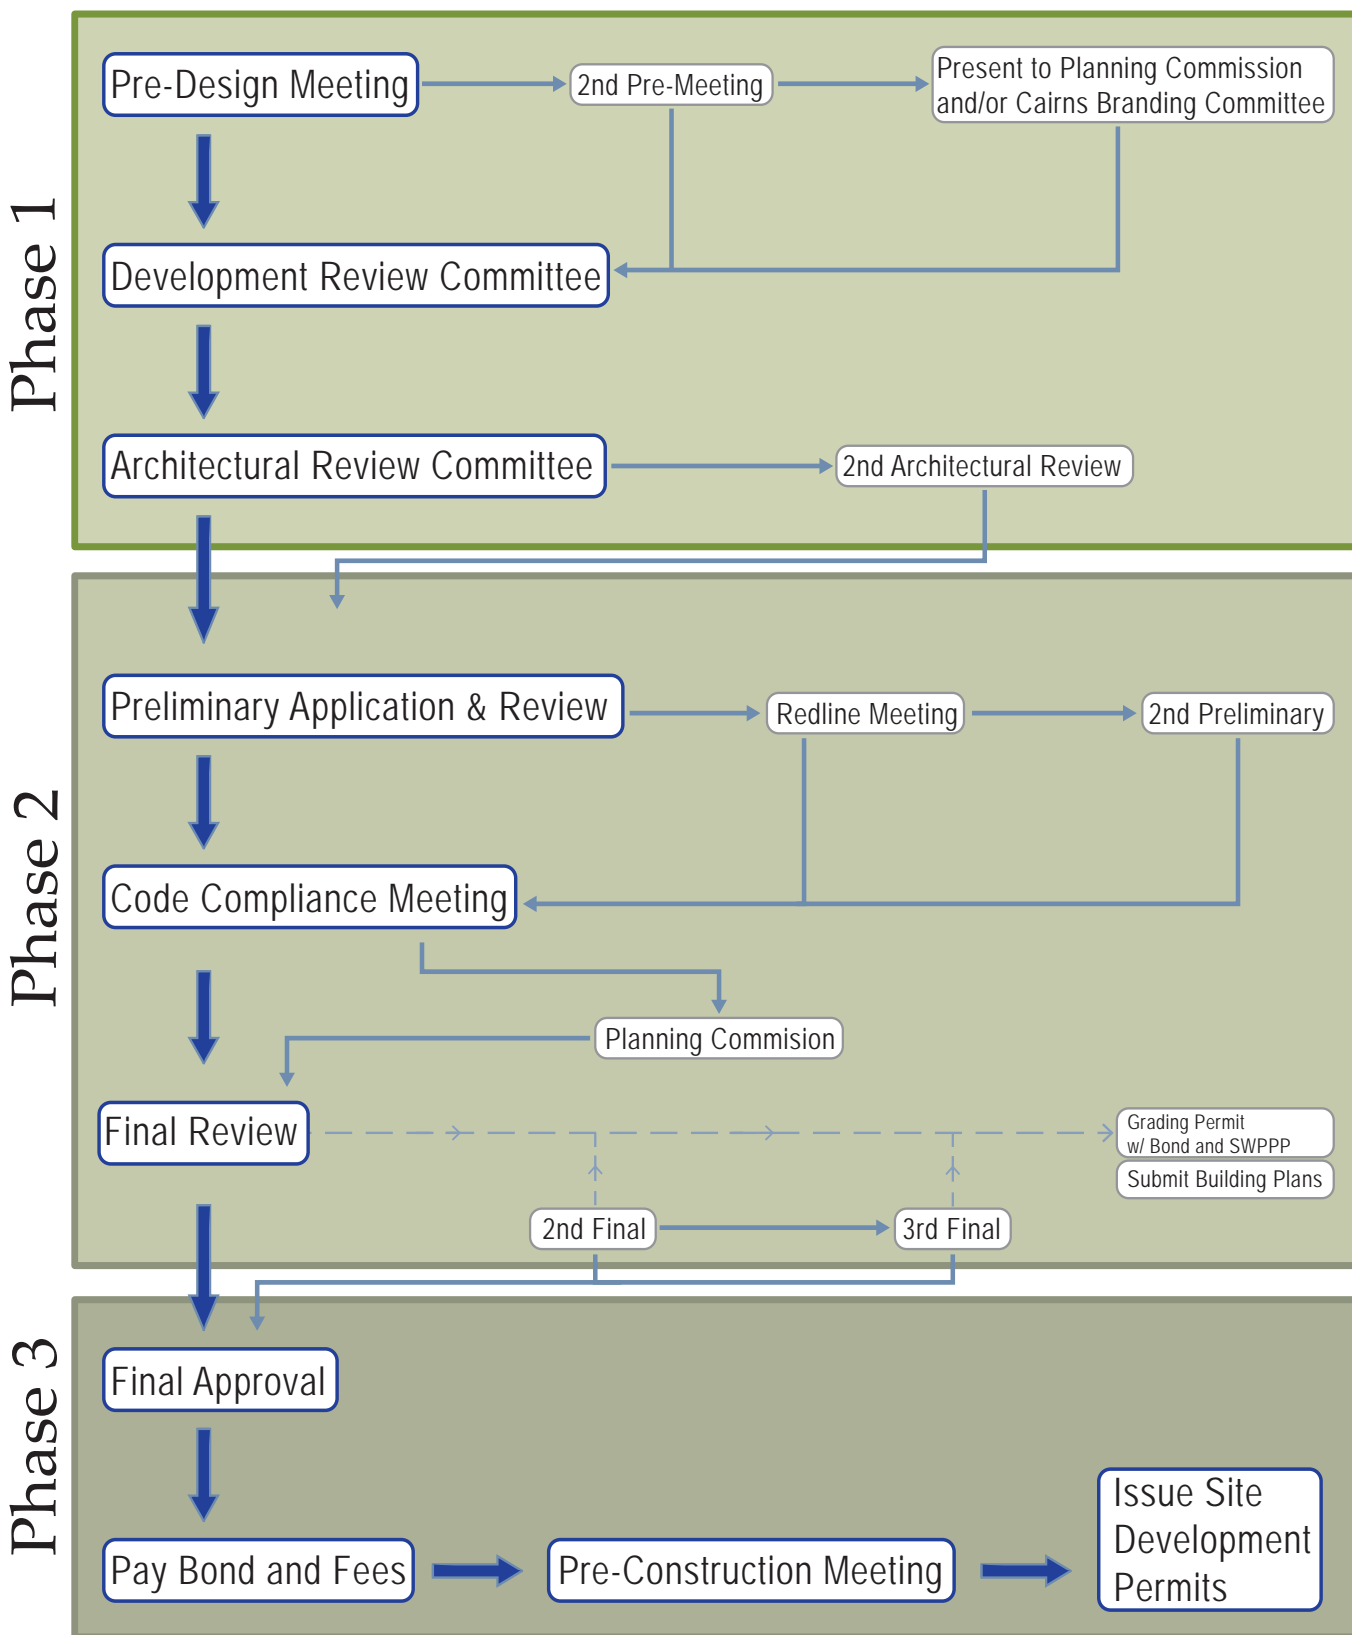 Phase 1
Pre-Design Meeting
2nd Pre-Meeting
Present to Planning Commission
and/or Cairns Branding Committee
Development Review Committee
Architectural Review Committee
2nd Architectural Review
Phase 2
Preliminary Application & Review
Redline Meeting
2nd Preliminary
Code Compliance Meeting
Planning Commision
Final Review
Grading Permit
w/ Bond and SWPPP
Submit Building Plans
2nd Final
3rd Final
Phase 3
Final Approval
Pay Bond and Fees
Pre-Construction Meeting
Issue Site
Development
Permits